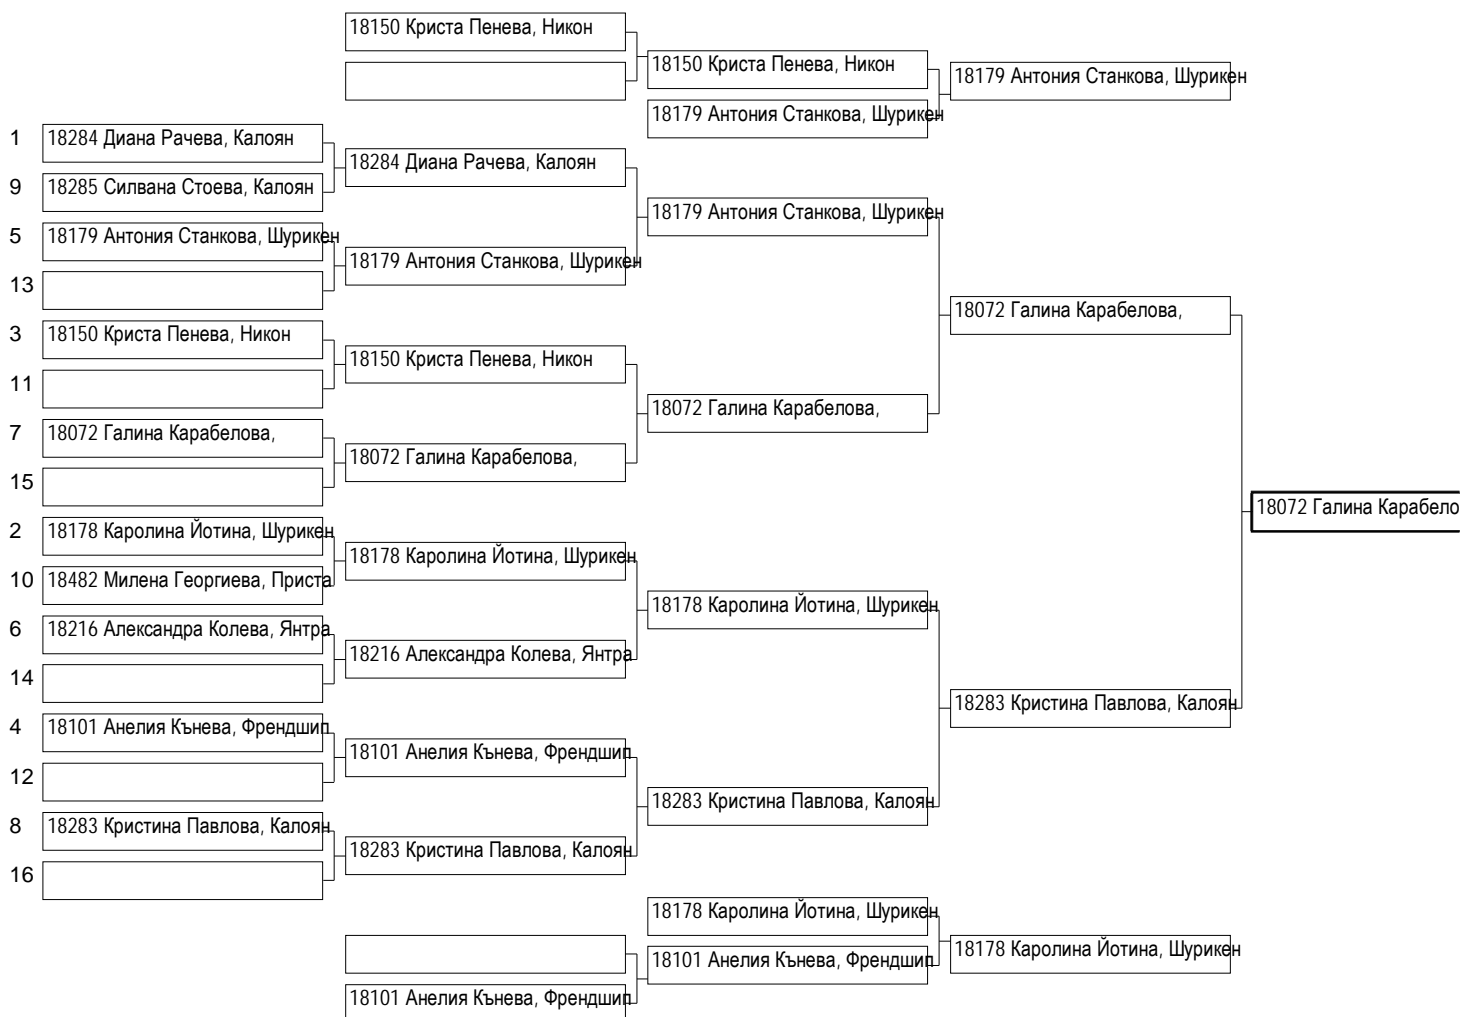 18150 Криста Пенева, Никон
18150 Криста Пенева, Никон
18179 Антония Станкова, Шурикен
18179 Антония Станкова, Шурикен
1 18284 Диана Рачева, Калоян
18284 Диана Рачева, Калоян
9 18285 Силвана Стоева, Калоян
18179 Антония Станкова, Шурикен
5 18179 Антония Станкова, Шурикен
18179 Антония Станкова, Шурикен
13
18072 Галина Карабелова,
3 18150 Криста Пенева, Никон
18150 Криста Пенева, Никон
11
18072 Галина Карабелова,
7 18072 Галина Карабелова,
18072 Галина Карабелова,
15
18072 Галина Карабело
2 18178 Каролина Йотина, Шурикен
18178 Каролина Йотина, Шурикен
10 18482 Милена Георгиева, Приста
18178 Каролина Йотина, Шурикен
6 18216 Александра Колева, Янтра
18216 Александра Колева, Янтра
14
18283 Кристина Павлова, Калоян
4 18101 Анелия Кънева, Френдшип
18101 Анелия Кънева, Френдшип
12
18283 Кристина Павлова, Калоян
8 18283 Кристина Павлова, Калоян
18283 Кристина Павлова, Калоян
16
18178 Каролина Йотина, Шурикен
18178 Каролина Йотина, Шурикен
18101 Анелия Кънева, Френдшип
18101 Анелия Кънева, Френдшип